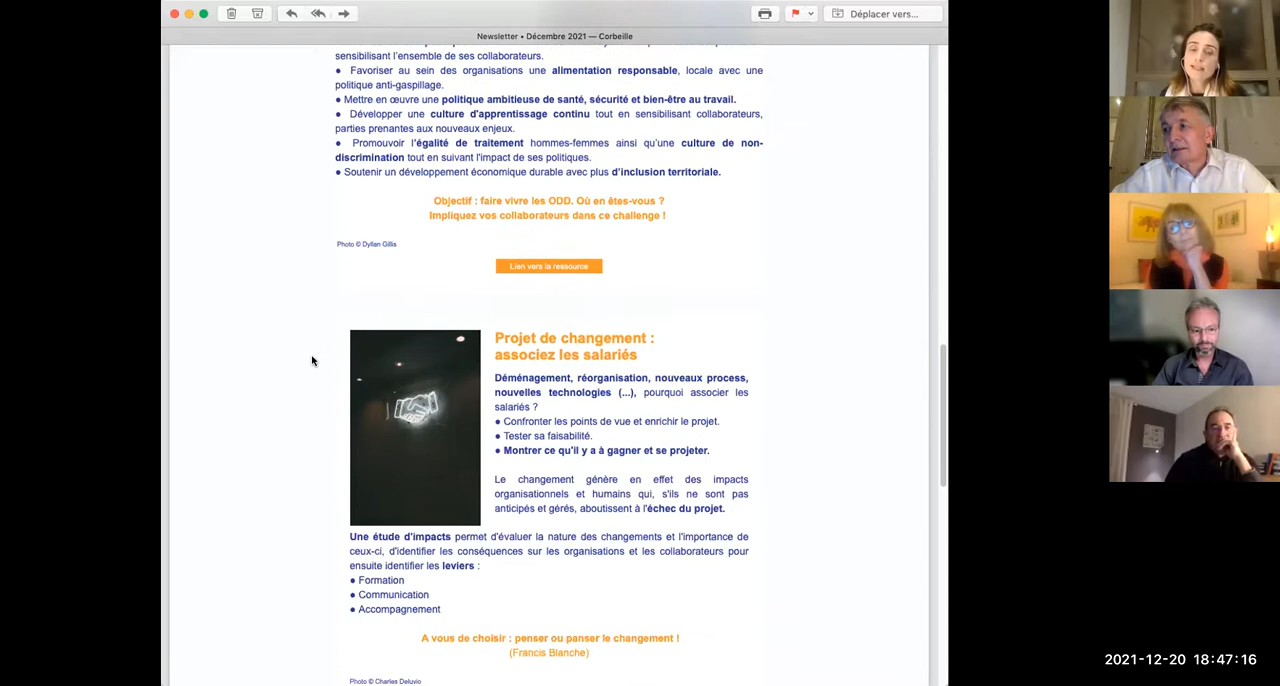 Déplacer vers...
Newsletter • Décembre 2021 — Corbeille
sensibilisant l'ensemble de ses collaborateurs.
● Favoriser au sein des organisations une alimentation responsable, locale avec une
politique anti-gaspillage.
● Mettre en œuvre une politique ambitieuse de santé, sécurité et bien-être au travail.
● Développer une culture d'apprentissage continu tout en sensibilisant collaborateurs,
parties prenantes aux nouveaux enjeux.
● Promouvoir l'égalité de traitement hommes-femmes ainsi qu'une culture de non-
discrimination tout en suivant l'impact de ses politiques.
● Soutenir un développement économique durable avec plus d'inclusion territoriale.
Objectif : faire vivre les ODD. Où en êtes-vous ?
Impliquez vos collaborateurs dans ce challenge !
Photo © Dyllan Gillis
Lien vers la ressource
Projet de changement :
associez les salariés
Déménagement, réorganisation, nouveaux process,
nouvelles technologies (...), pourquoi associer les
salariés ?
● Confronter les points de vue et enrichir le projet.
● Tester sa faisabilité.
● Montrer ce qu'il y a à gagner et se projeter.
Le changement génère en effet des impacts
organisationnels et humains qui, s'ils ne sont pas
anticipés et gérés, aboutissent à l'échec du projet.
Une étude d'impacts permet d'évaluer la nature des changements et l'importance de
ceux-ci, d'identifier les conséquences sur les organisations et les collaborateurs pour
ensuite identifier les leviers :
● Formation
● Communication
● Accompagnement
A vous de choisir : penser ou panser le changement !
(Francis Blanche)
Photo © Charles Deluvio
2021-12-20 18:47:16